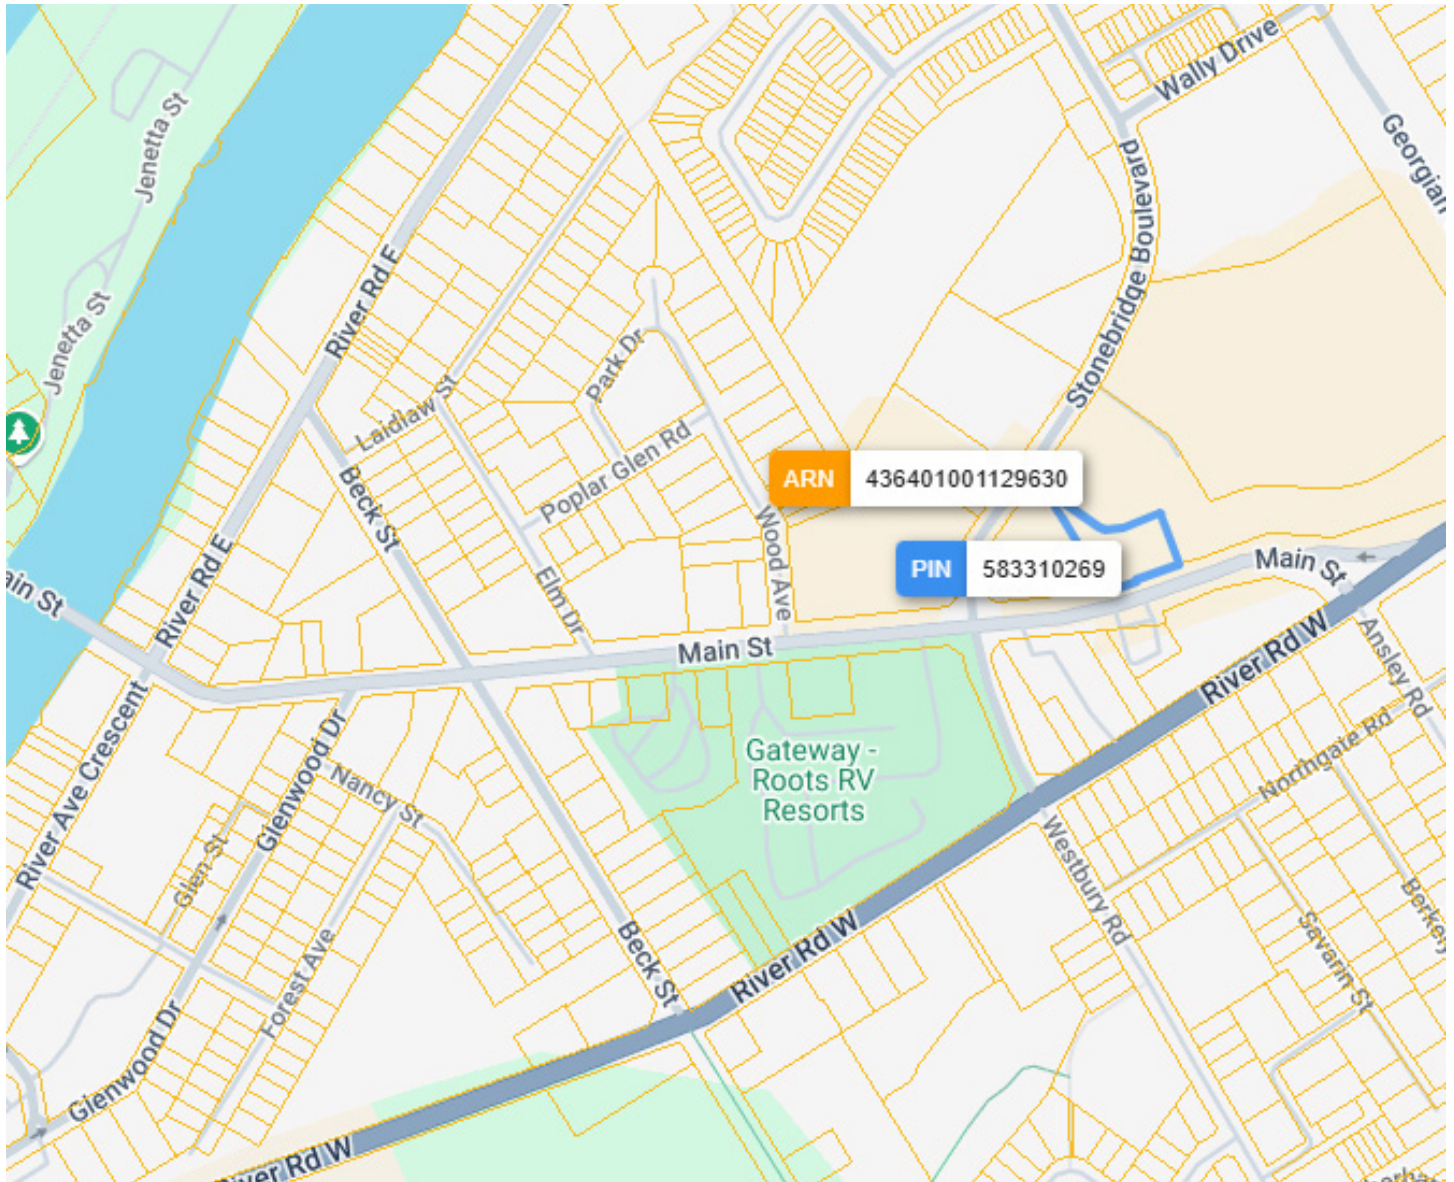 Wally Drive
Jenetta St
Georgian
Stonebridge Boulevard
River Rd E
Jenetta St
Park Dr
Laidlaw St
Poplar Glen Rd
ARN 436401001129630
Beck St
Wood Ave
River Rd E
Elm Dr
PIN 583310269
Main St
ain St
Main St
River Rd W
Ansley Rd
River Ave Crescent
Glenwood Dr
Nancy St
Gateway -
Roots RV
Resorts
Northgate Rd
Glen St
Westbury Rd
Berkely
Forest Ave
Beck St
River Rd W
Savarin St
Glenwood Dr
iver Rd W